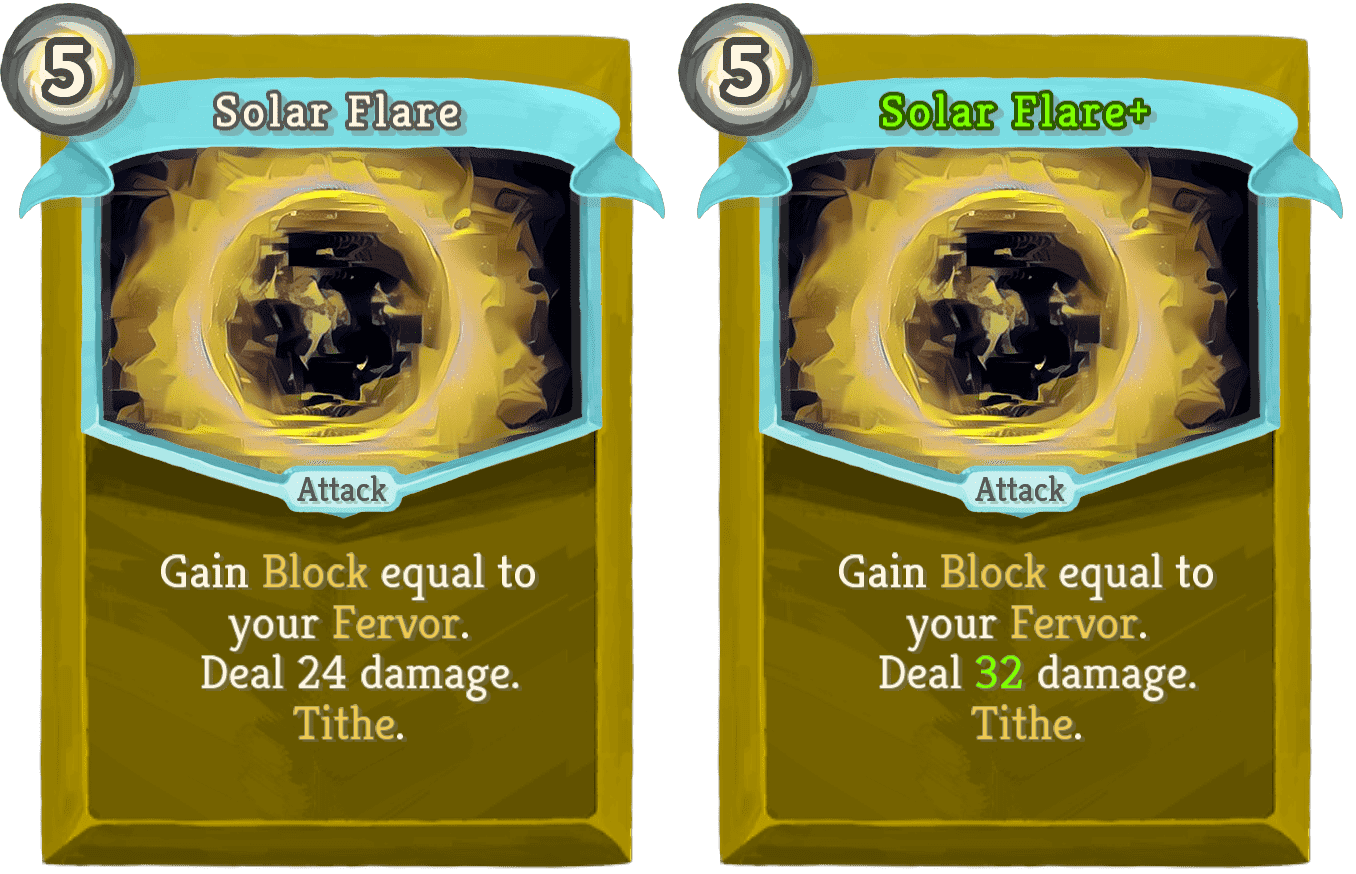 5
Solar Flare
Attack
Gain Block equal to
your Fervor.
Deal 24 damage.
Tithe.
5
Solar Flare+
Attack
Gain Block equal to
your Fervor.
Deal 32 damage.
Tithe.